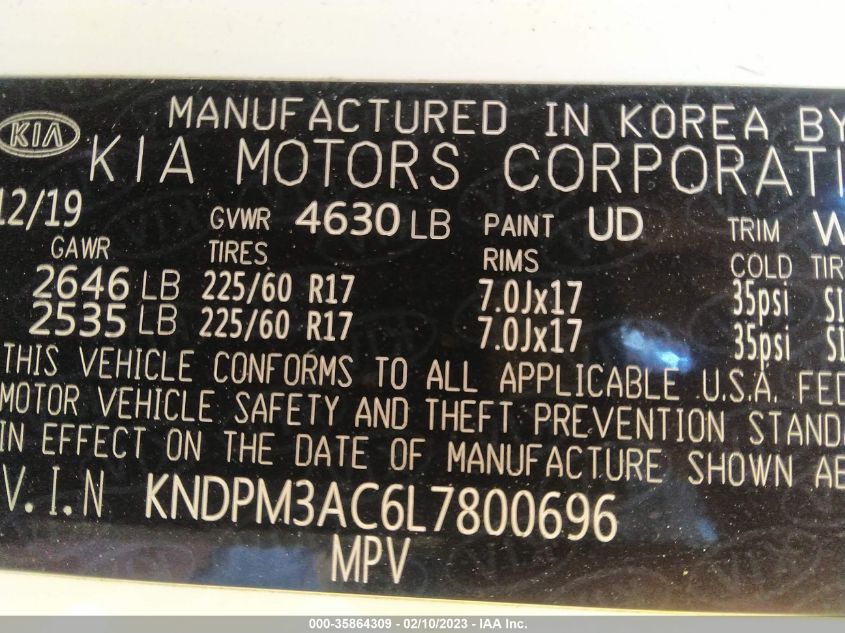 MANUFACTURED IN KOREA BY
KIA
KIA MOTORS CORPORATI
12/19 GVWR 4630 LB PAINT UD TRIM W
GAWR TIRES RIMS COLD TIR
2646 LB 225/60 R17 7.0Jx17 35psi SI
2535 LB 225/60 R17 7.0Jx17 35psi SI
THIS VEHICLE CONFORMS TO ALL APPLICABLE U.S.A. FED
MOTOR VEHICLE SAFETY AND THEFT PREVENTION STANDA
IN EFFECT ON THE DATE OF MANUFACTURE SHOWN AB
V.I.N KNDPM3AC6L7800696
MPV
000-35864309 - 02/10/2023 - IAA Inc.